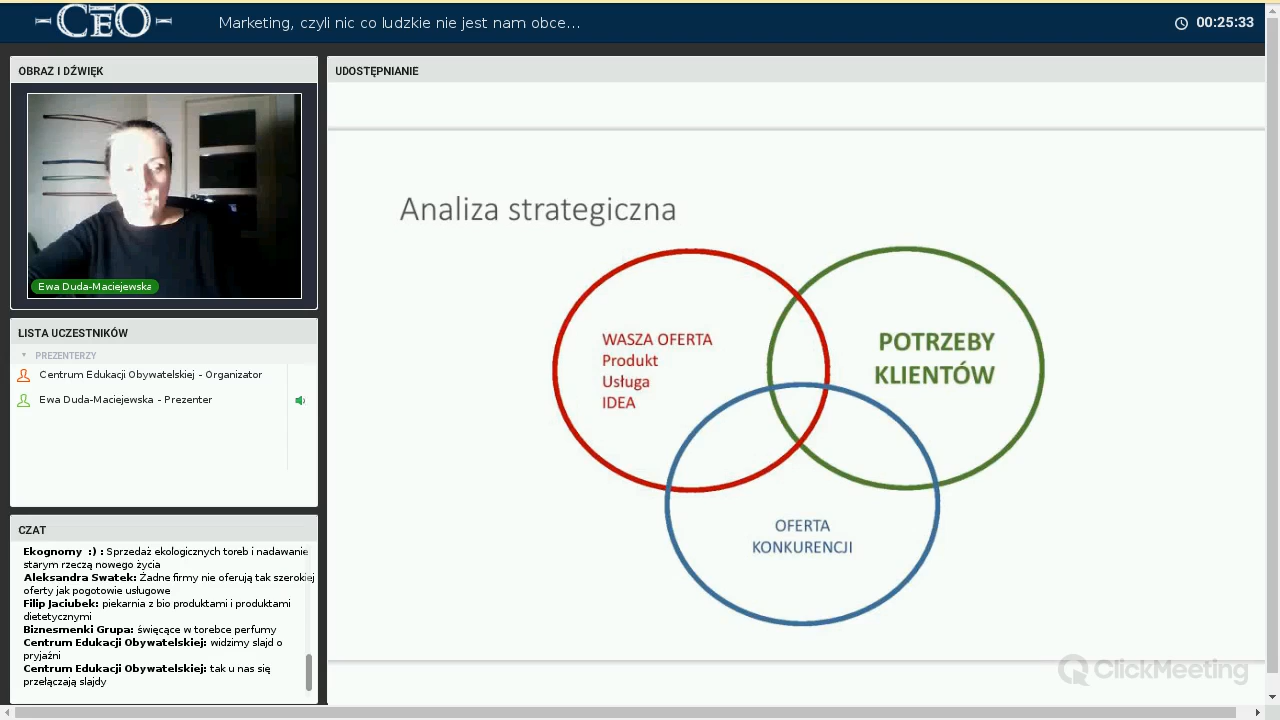 CEO
Marketing, czyli nic co ludzkie nie jest nam obce...
00:25:33
OBRAZ I DŹWIĘK
Ewa Duda-Maciejewska
LISTA UCZESTNIKÓW
PREZENTERZY
Centrum Edukacji Obywatelskiej - Organizator
Ewa Duda-Maciejewska - Prezenter
CZAT
Ekognomy :) : Sprzedaż ekologicznych toreb i nadawanie
starym rzeczą nowego życia
Aleksandra Swatek: Żadne firmy nie oferują tak szerokiej
oferty jak pogotowie usługowe
Filip Jaciubek: piekarnia z bio produktami i produktami
dietetycznymi
Biznesmenki Grupa: święcące w torebce perfumy
Centrum Edukacji Obywatelskiej: widzimy slajd o
pryjaźni
Centrum Edukacji Obywatelskiej: tak u nas się
przełączają slajdy
UDOSTĘPNIANIE
Analiza strategiczna
WASZA OFERTA
Produkt
Usługa
IDEA
POTRZEBY
KLIENTÓW
OFERTA
KONKURENCJI
ClickMeeting